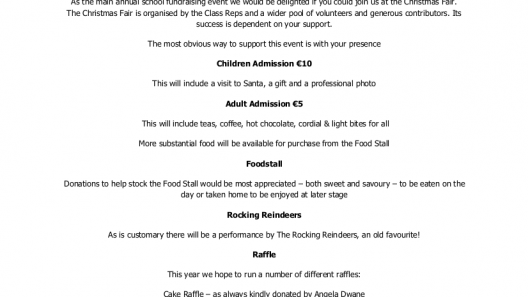 As the main annual school fundraising event we would be delighted if you could join us at the Christmas Fair.
The Christmas Fair is organised by the Class Reps and a wider pool of volunteers and generous contributors. Its
success is dependent on your support.
The most obvious way to support this event is with your presence
Children Admission €10
This will include a visit to Santa, a gift and a professional photo
Adult Admission €5
This will include teas, coffee, hot chocolate, cordial & light bites for all
More substantial food will be available for purchase from the Food Stall
Foodstall
Donations to help stock the Food Stall would be most appreciated – both sweet and savoury – to be eaten on the
day or taken home to be enjoyed at later stage
Rocking Reindeers
As is customary there will be a performance by The Rocking Reindeers, an old favourite!
Raffle
This year we hope to run a number of different raffles:
Cake Raffle – as always kindly donated by Angela Dwane